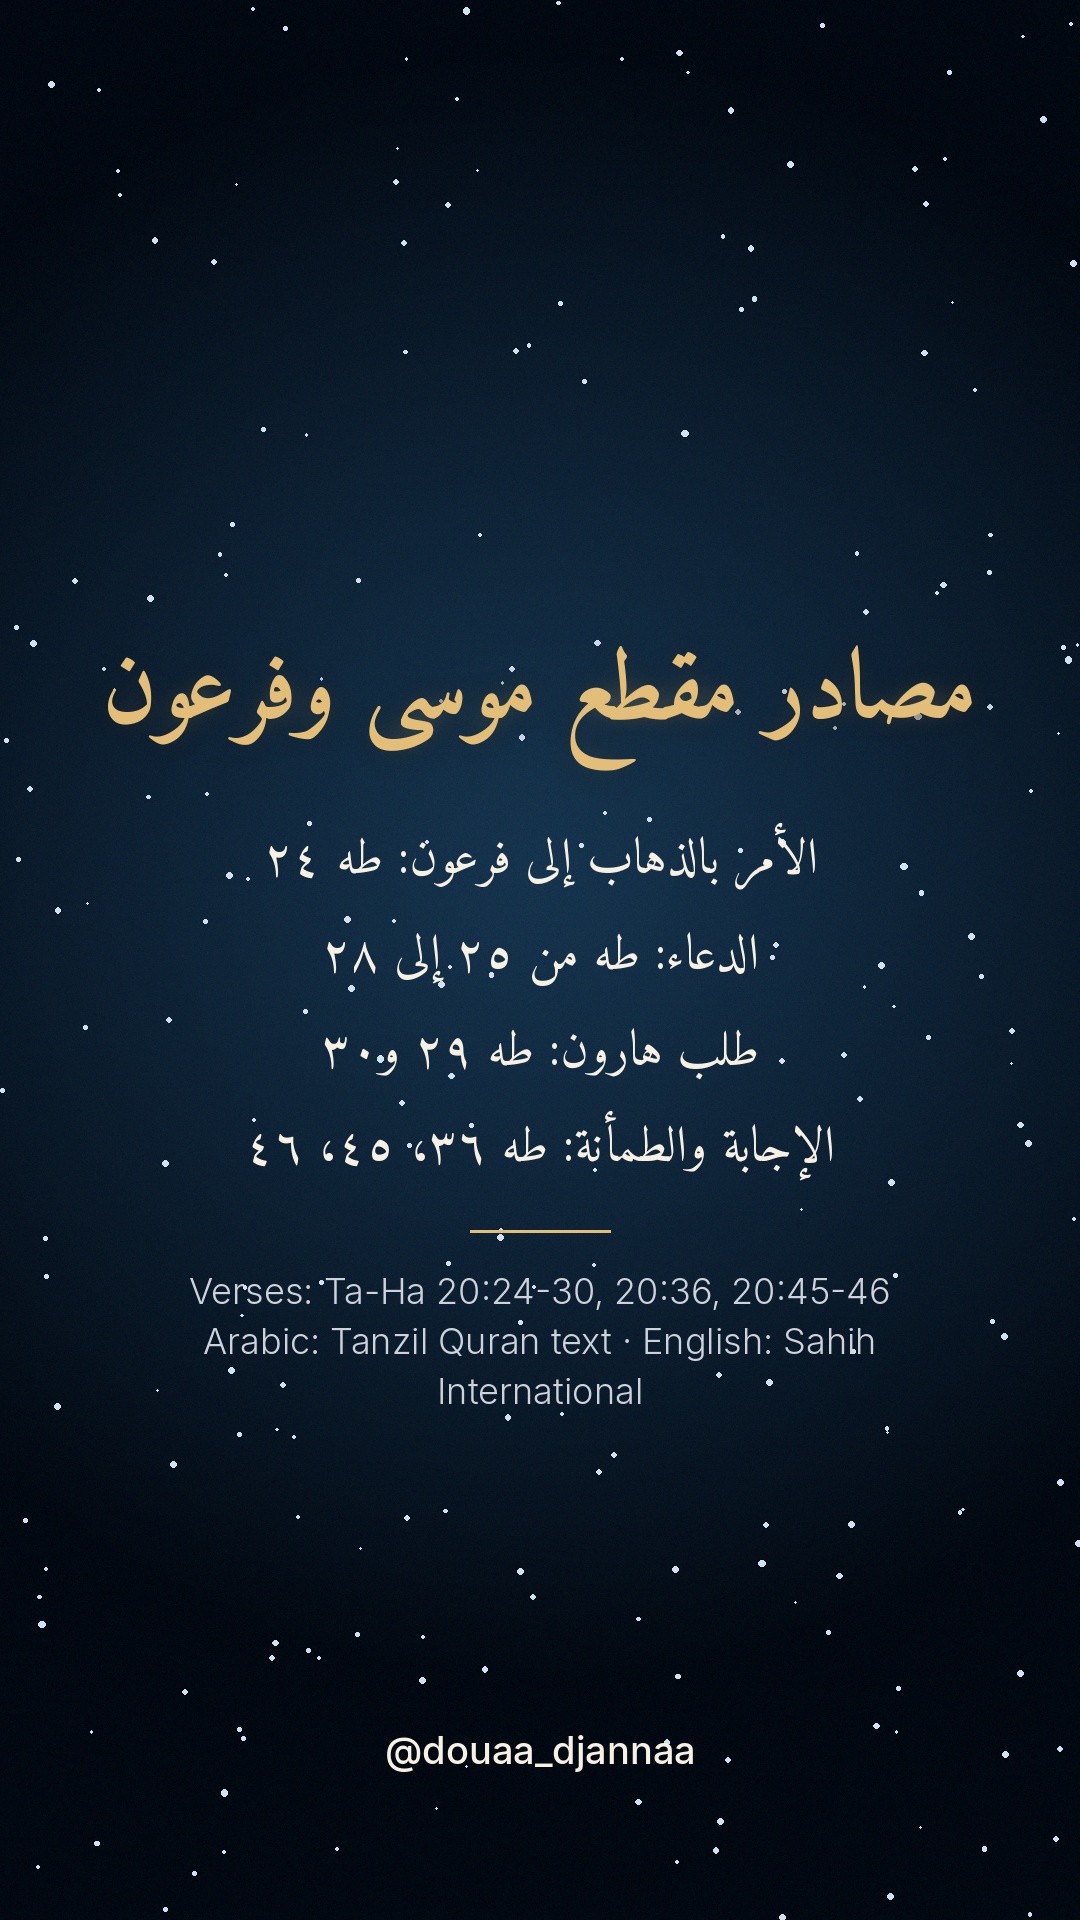 مصادر مقطع موسى وفرعون
الأمر بالذهاب إلى فرعون: طه ٢٤
الدعاء: طه من ٢٥ إلى ٢٨
طلب هارون: طه ٢٩ و٣٠
الإجابة والطمأنة: طه ٣٦، ٤٥، ٤٦
Verses: Ta-Ha 20:24-30, 20:36, 20:45-46
Arabic: Tanzil Quran text · English: Sahih
International
@douaa_djannaa